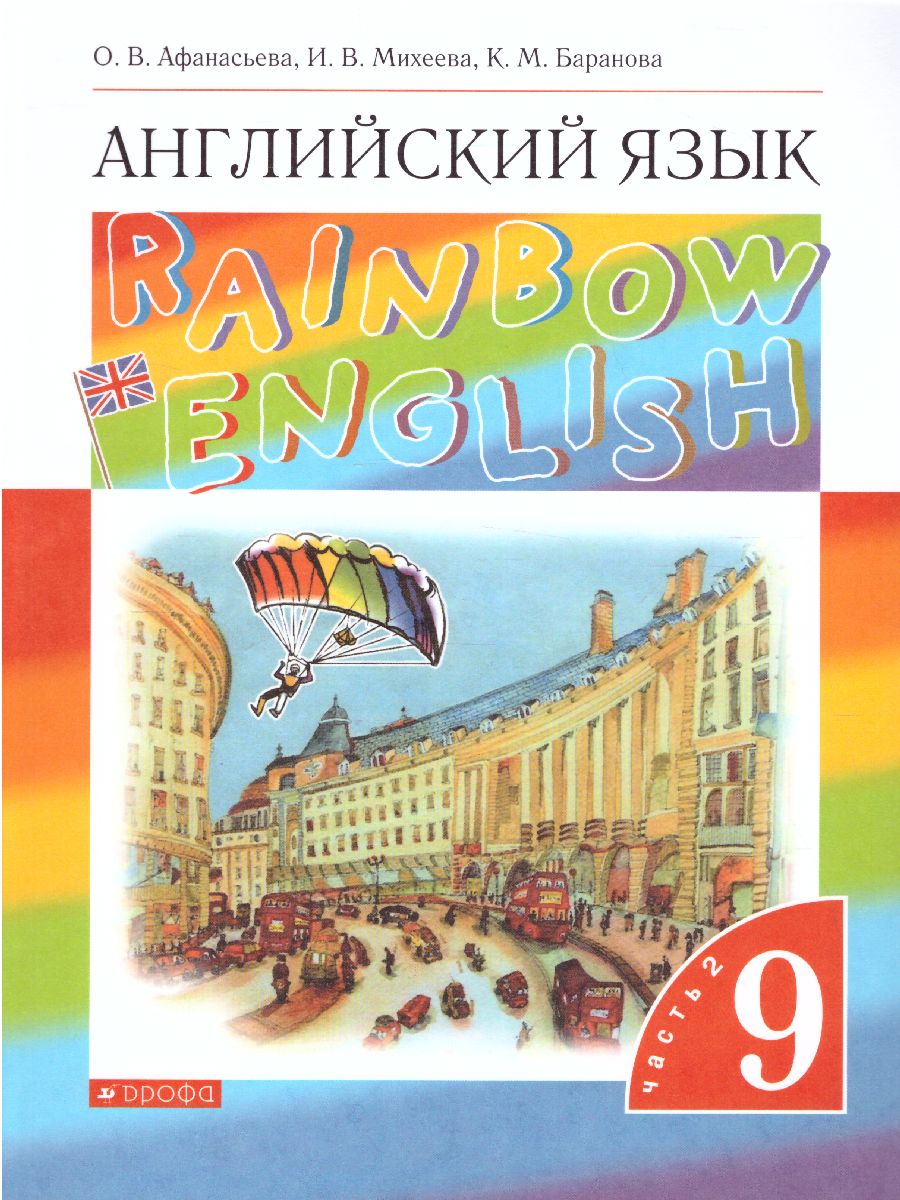 О. В. Афанасьева, И. В. Михеева, К. М. Баранова
АНГЛИЙСКИЙ ЯЗЫК
RAINBOW
ENGLISH
часть 2
9
дрофа